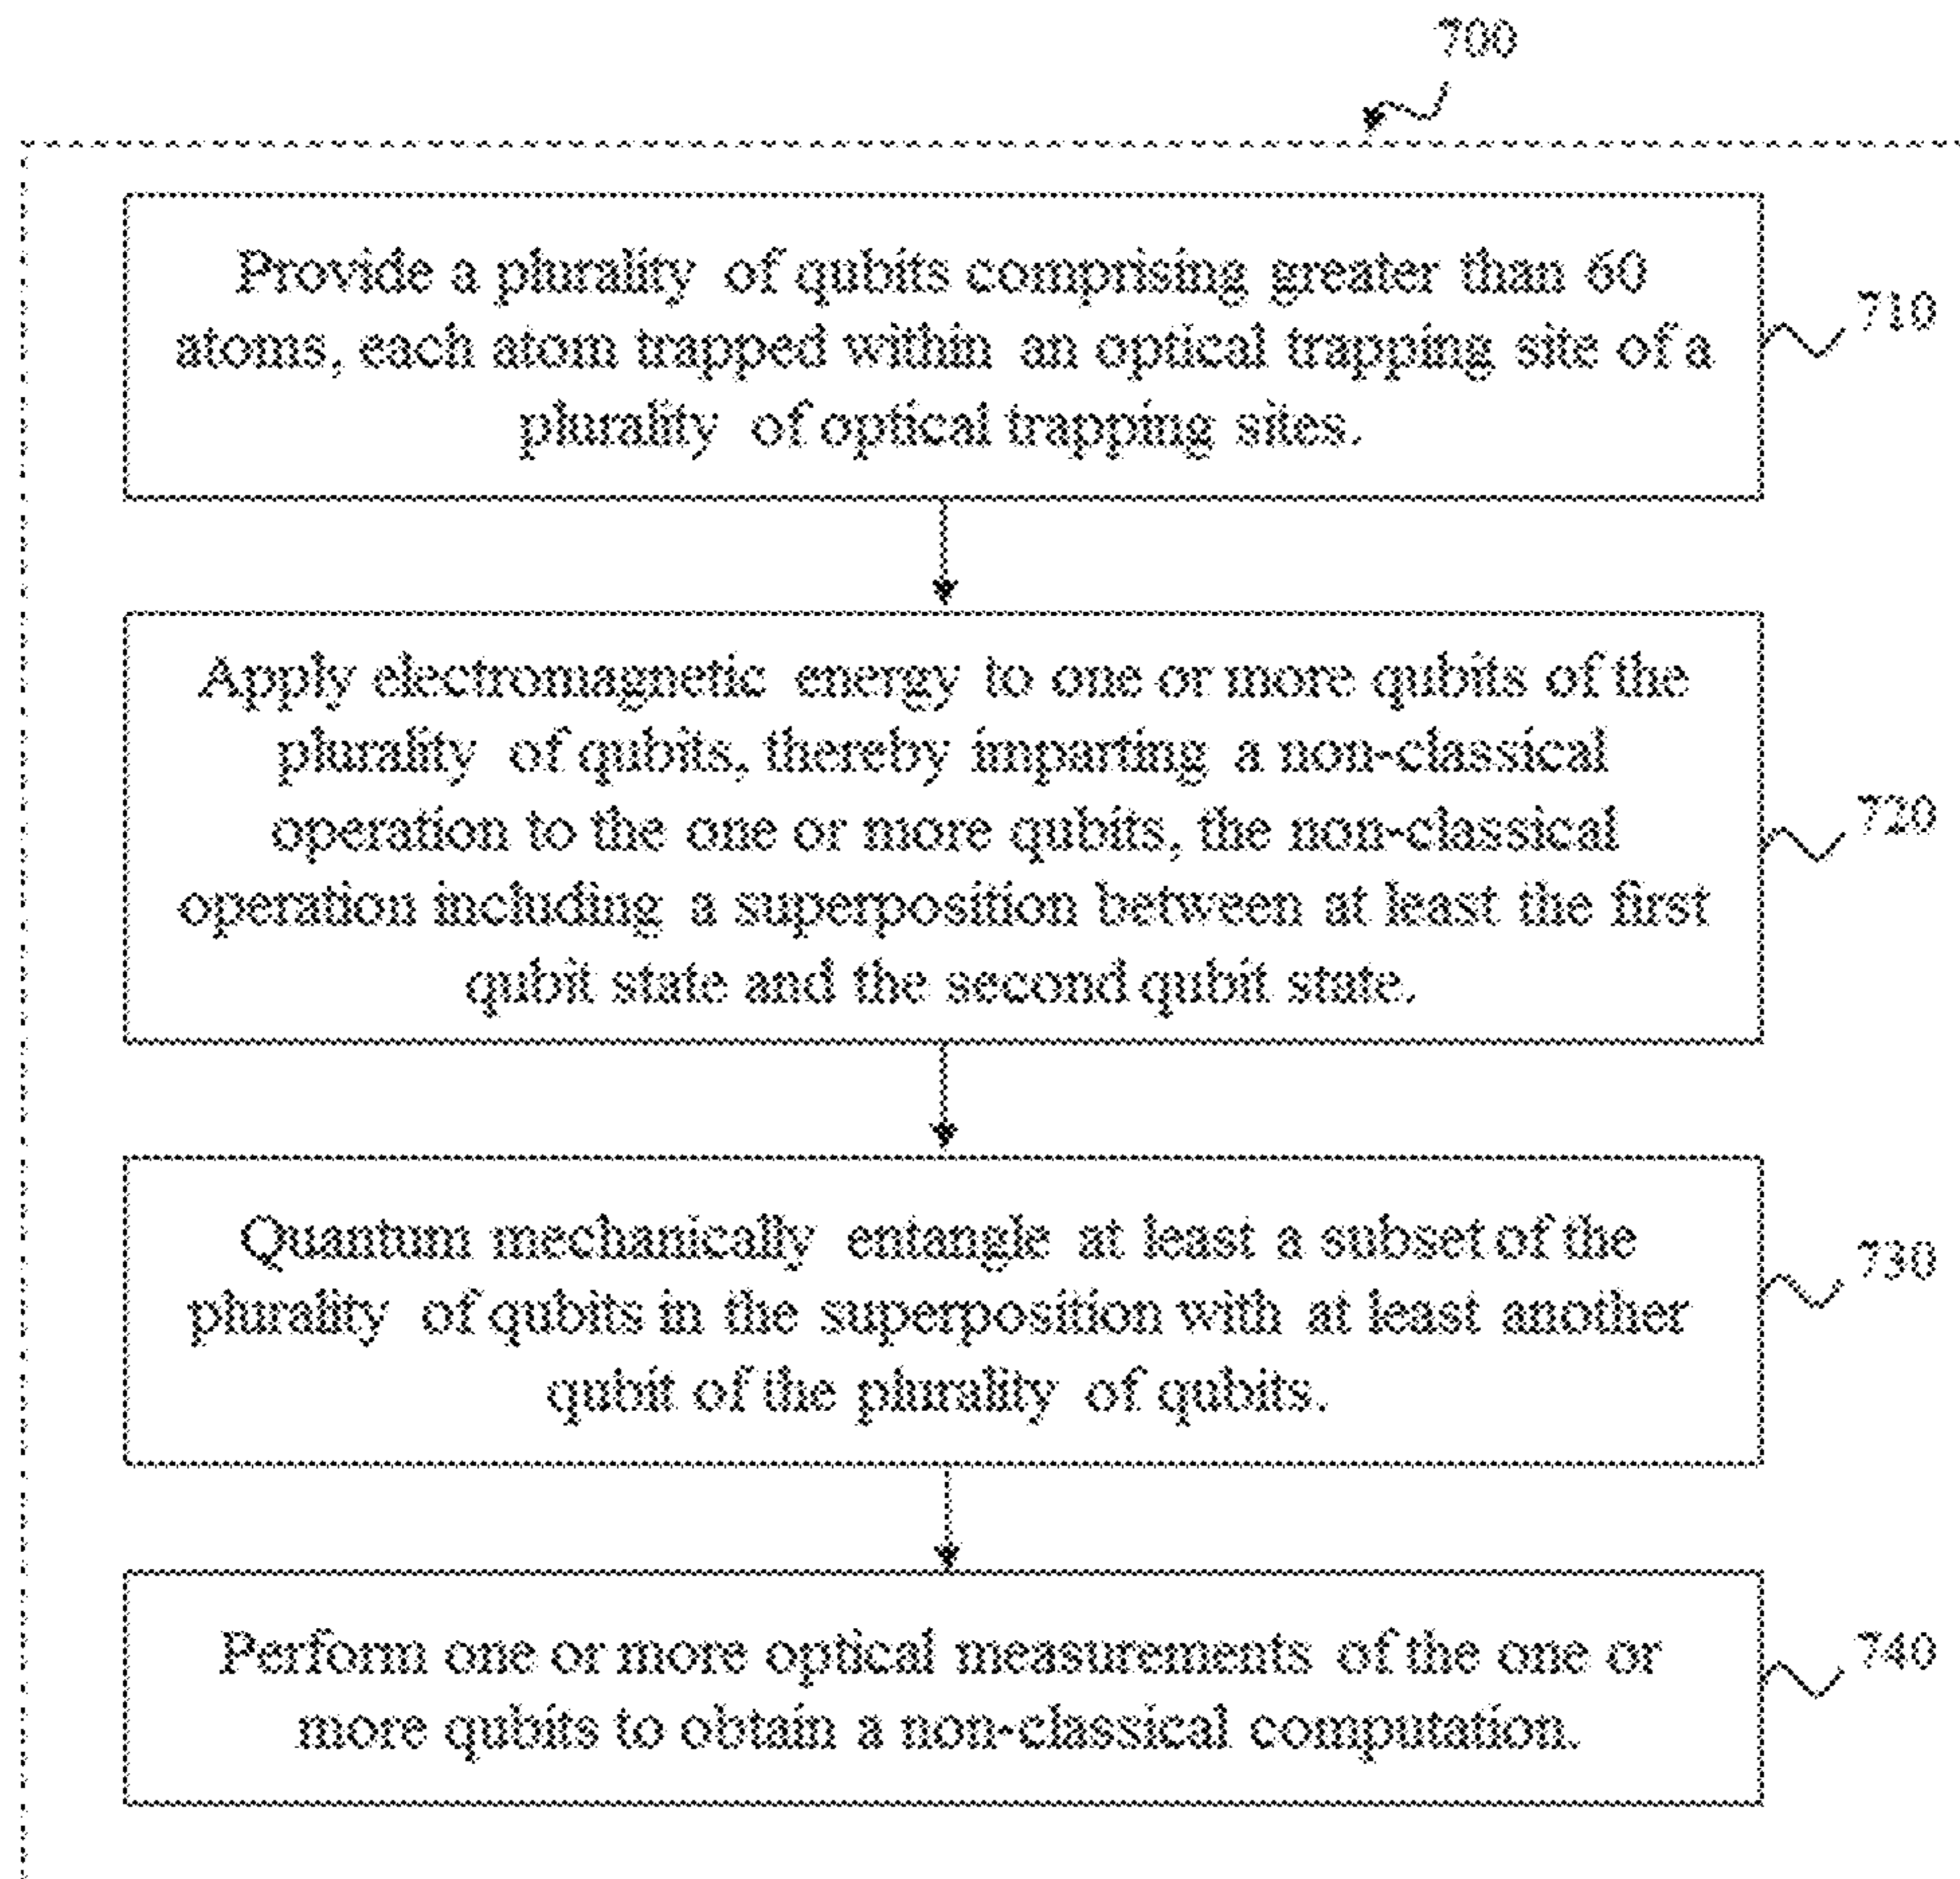 700
Provide a plurality of qubits comprising greater than 60
atoms, each atom trapped within an optical trapping site of a
plurality of optical trapping sites.
710
Apply electromagnetic energy to one or more qubits of the
plurality of qubits, thereby imparting a non-classical
operation to the one or more qubits, the non-classical
operation including a superposition between at least the first
qubit state and the second qubit state.
720
Quantum mechanically entangle at least a subset of the
plurality of qubits in the superposition with at least another
qubit of the plurality of qubits.
730
Perform one or more optical measurements of the one or
more qubits to obtain a non-classical computation.
740